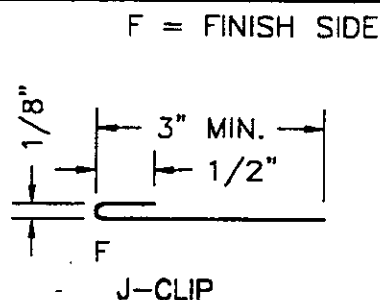 F = FINISH SIDE
1/8"
3" MIN.
1/2"
F
J-CLIP